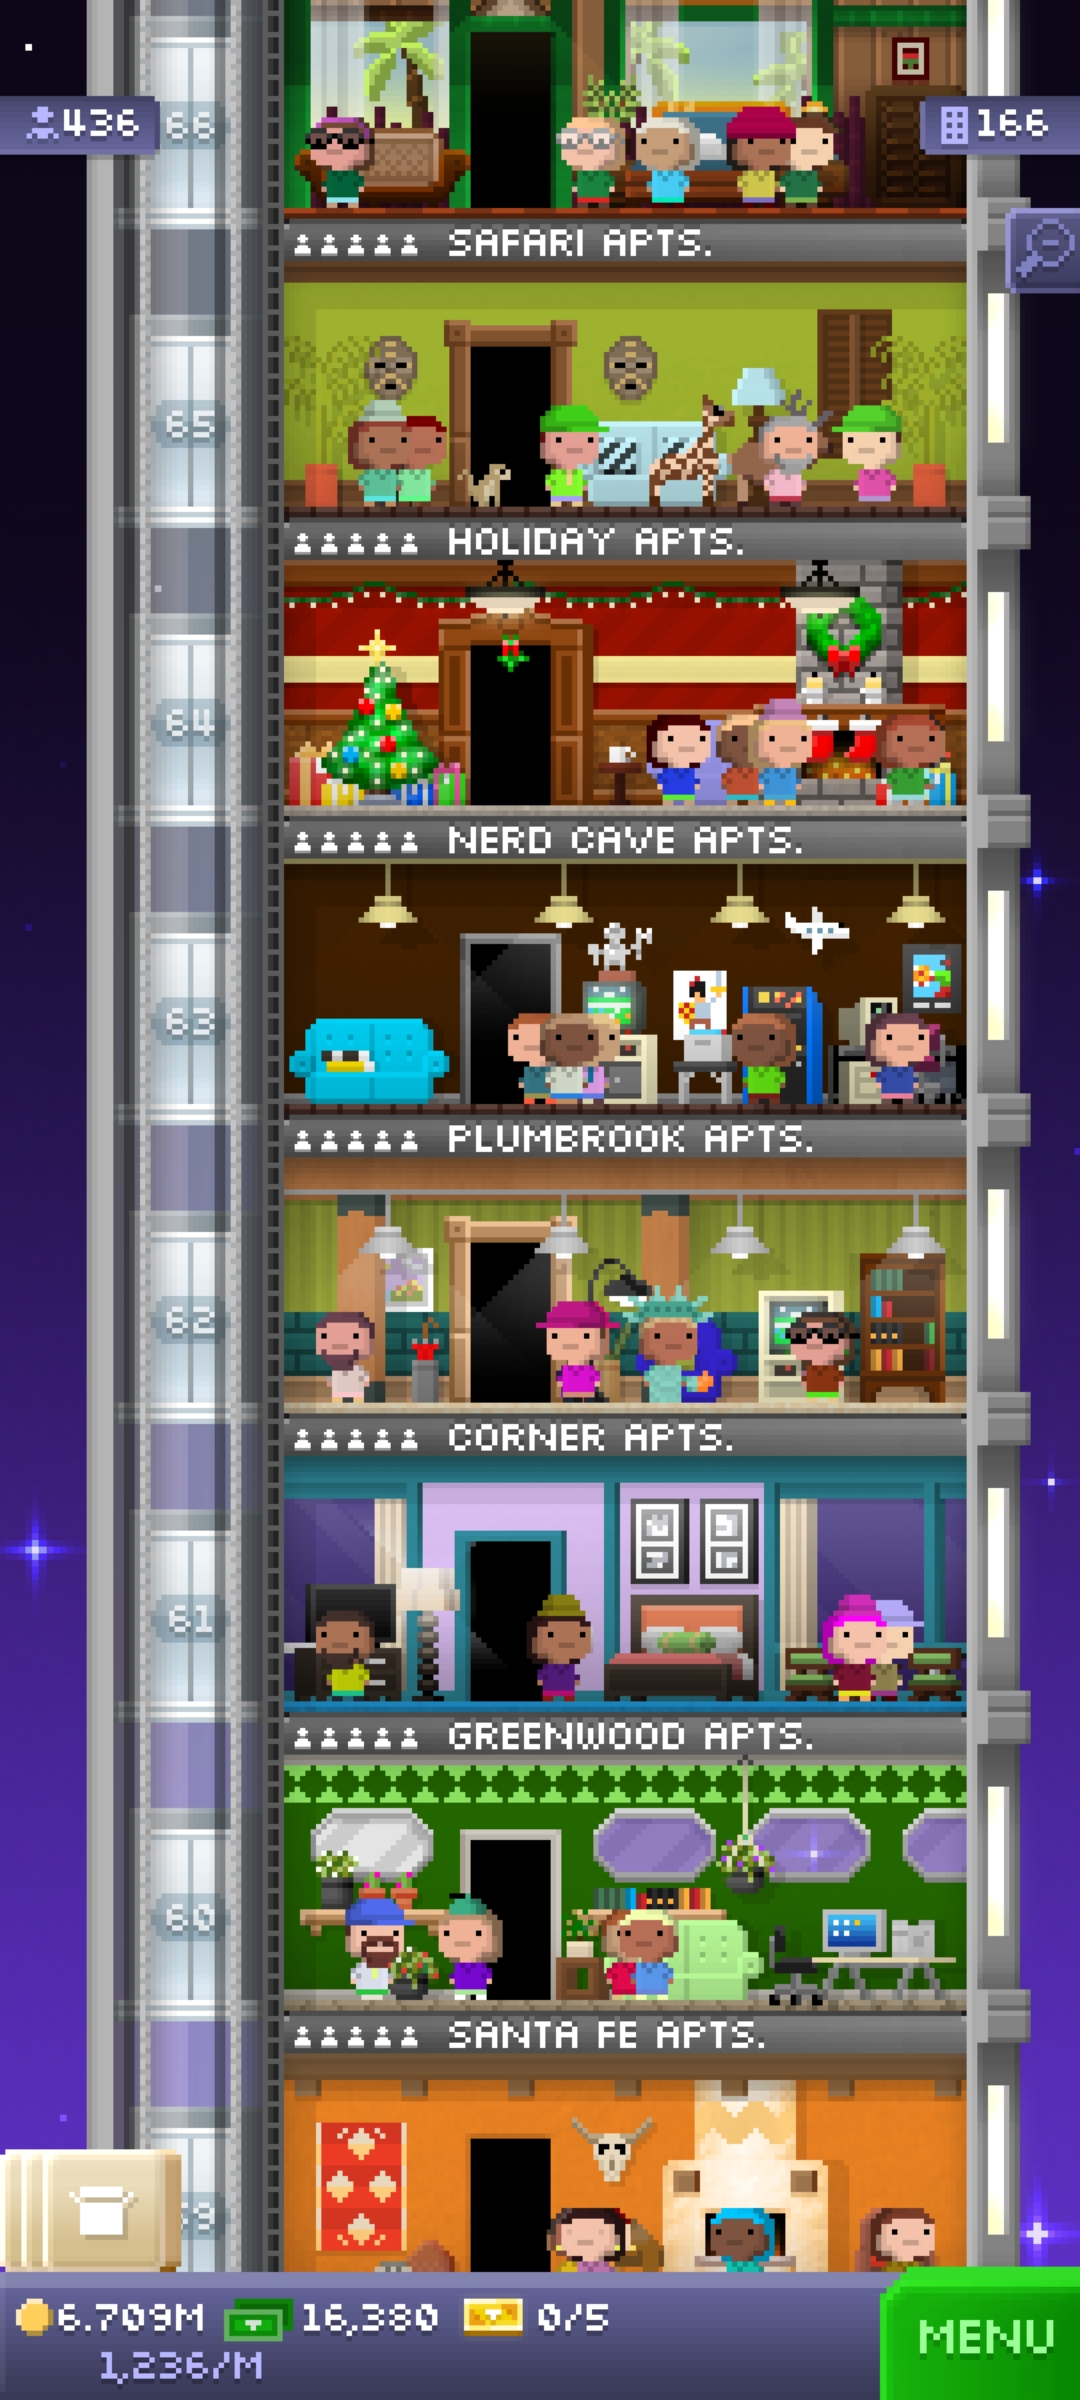 436
66
166
SAFARI APTS.
65
HOLIDAY APTS.
64
NERD CAVE APTS.
63
PLUMBROOK APTS.
62
CORNER APTS.
61
GREENWOOD APTS.
60
SANTA FE APTS.
6.709M
16,380
0/5
1,236/M
MENU